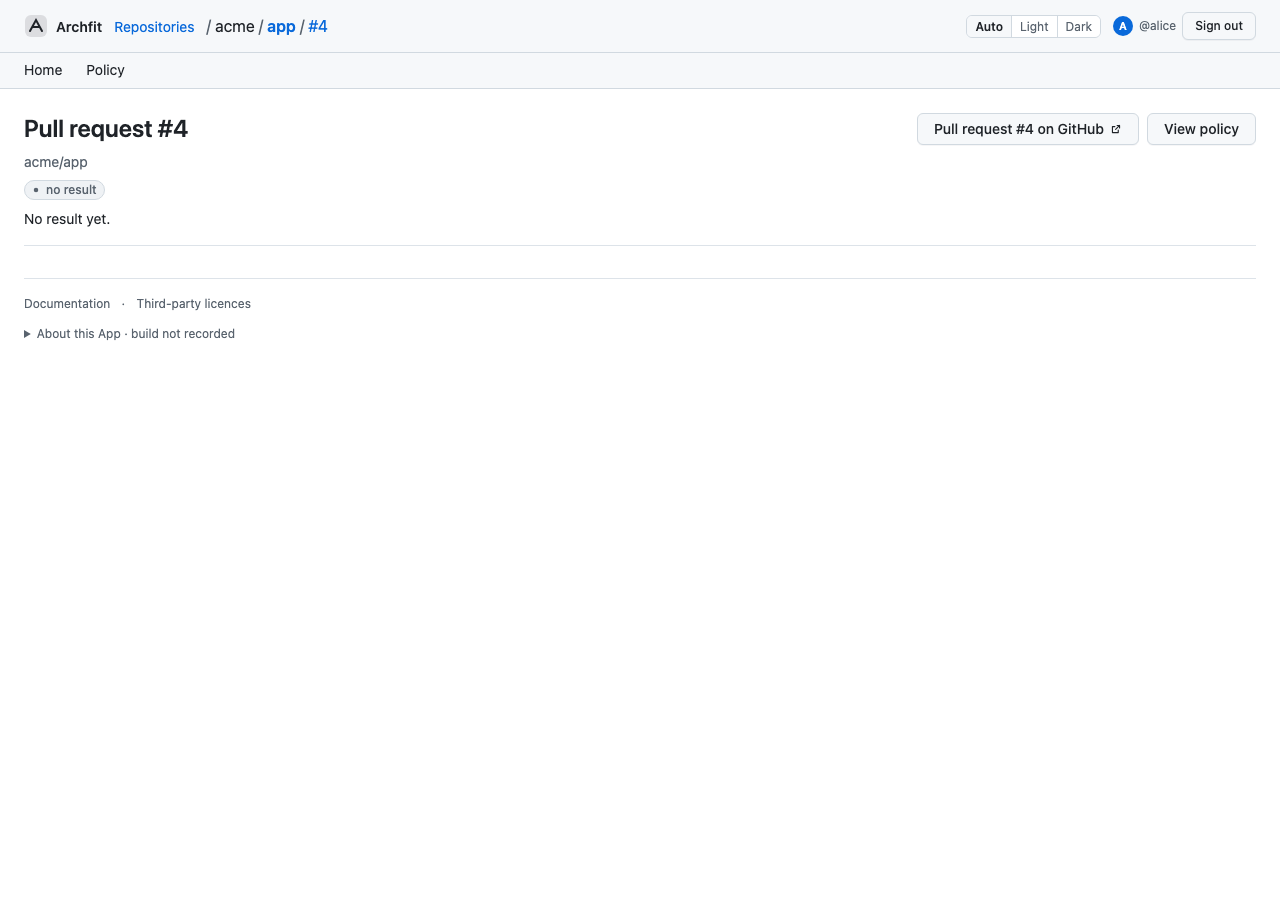 Archfit Repositories / acme / app / #4 Auto Light Dark A @alice Sign out
Home Policy
Pull request #4 Pull request #4 on GitHub View policy
acme/app
• no result
No result yet.
Documentation · Third-party licences
About this App · build not recorded